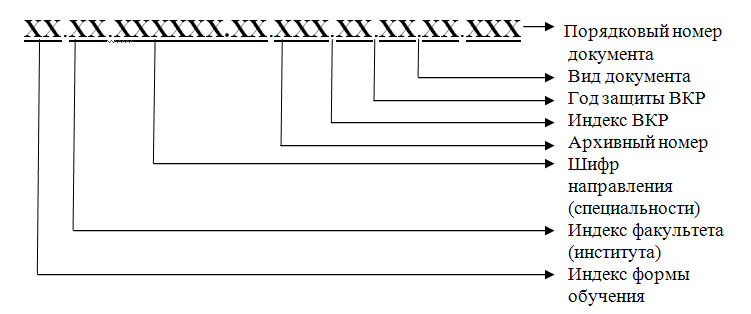 XX.XX.XXXXXX.XX.XXX.XX.XX.XX.XXX
Порядковый номер
документа
Вид документа
Год защиты ВКР
Индекс ВКР
Архивный номер
Шифр
направления
(специальности)
Индекс факультета
(института)
Индекс формы
обучения